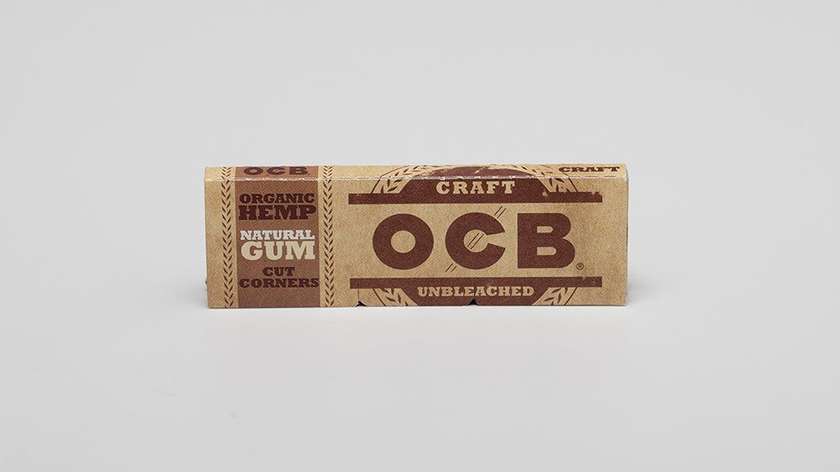 OCB
CRAFT
ORGANIC
HEMP
NATURAL
GUM
CUT
CORNERS
CRAFT
OCB®
UNBLEACHED